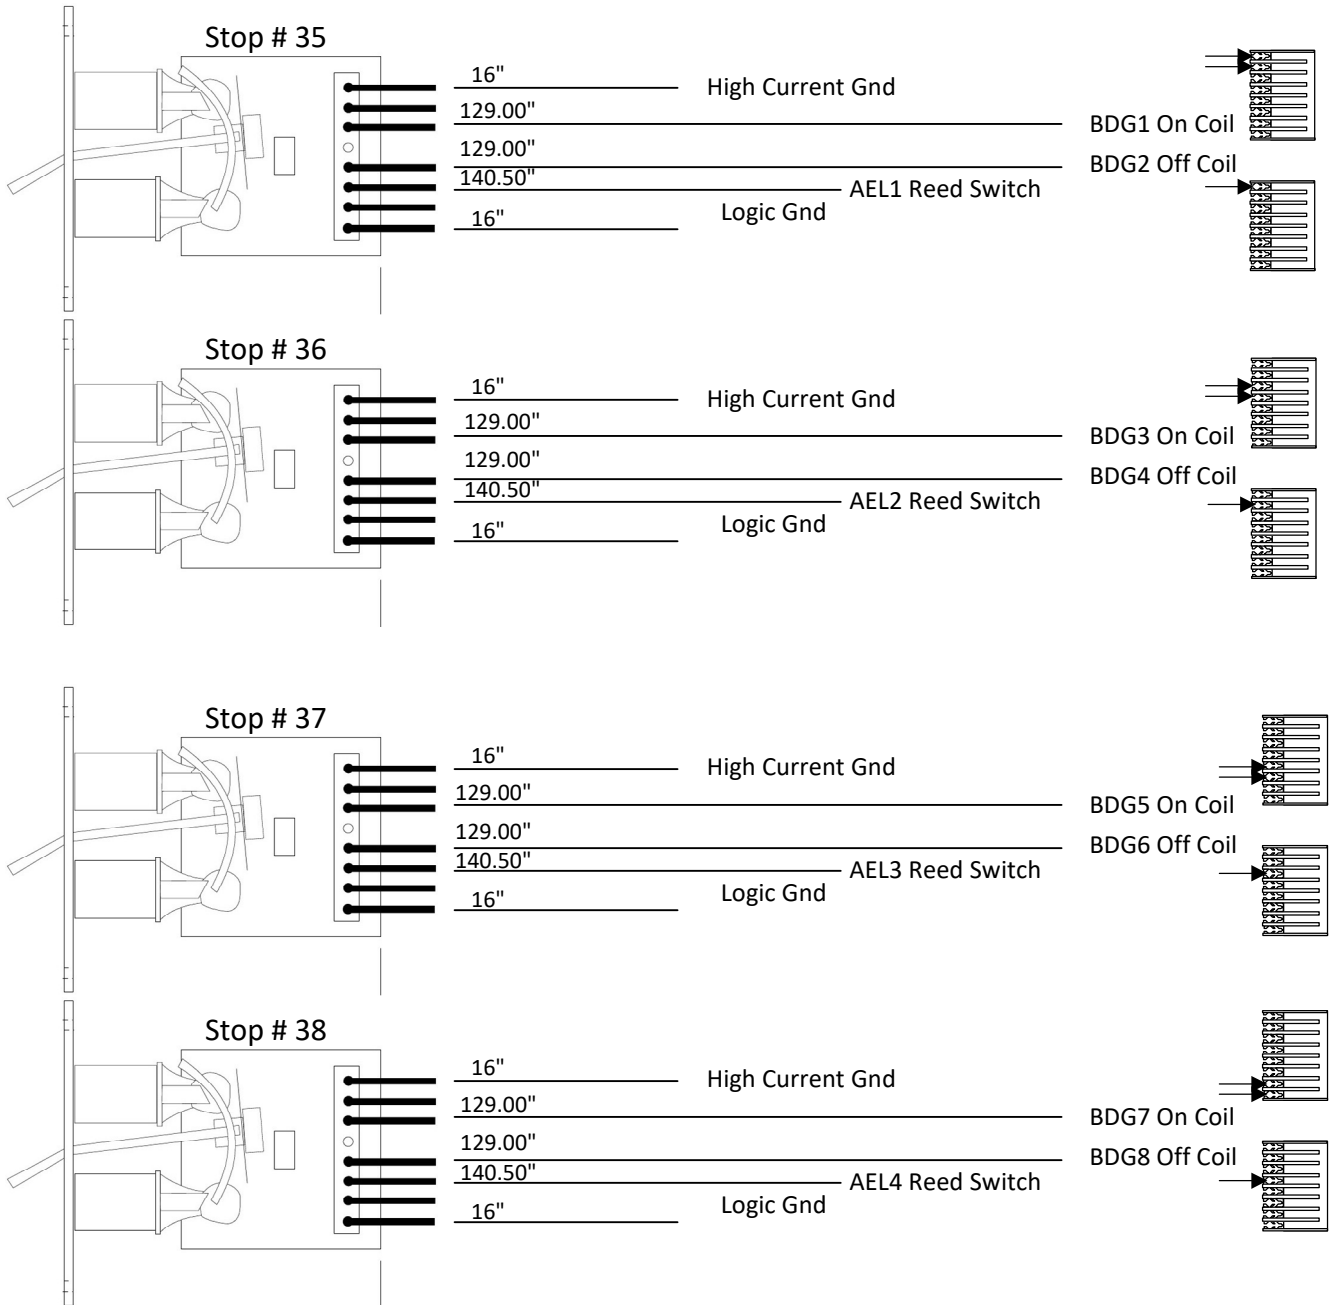 Stop # 35
16"
High Current Gnd
129.00"
BDG1 On Coil
129.00"
BDG2 Off Coil
140.50"
AEL1 Reed Switch
Logic Gnd
16"
Stop # 36
16"
High Current Gnd
129.00"
BDG3 On Coil
129.00"
BDG4 Off Coil
140.50"
AEL2 Reed Switch
Logic Gnd
16"
Stop # 37
16"
High Current Gnd
129.00"
BDG5 On Coil
129.00"
BDG6 Off Coil
140.50"
AEL3 Reed Switch
Logic Gnd
16"
Stop # 38
16"
High Current Gnd
129.00"
BDG7 On Coil
129.00"
BDG8 Off Coil
140.50"
AEL4 Reed Switch
Logic Gnd
16"